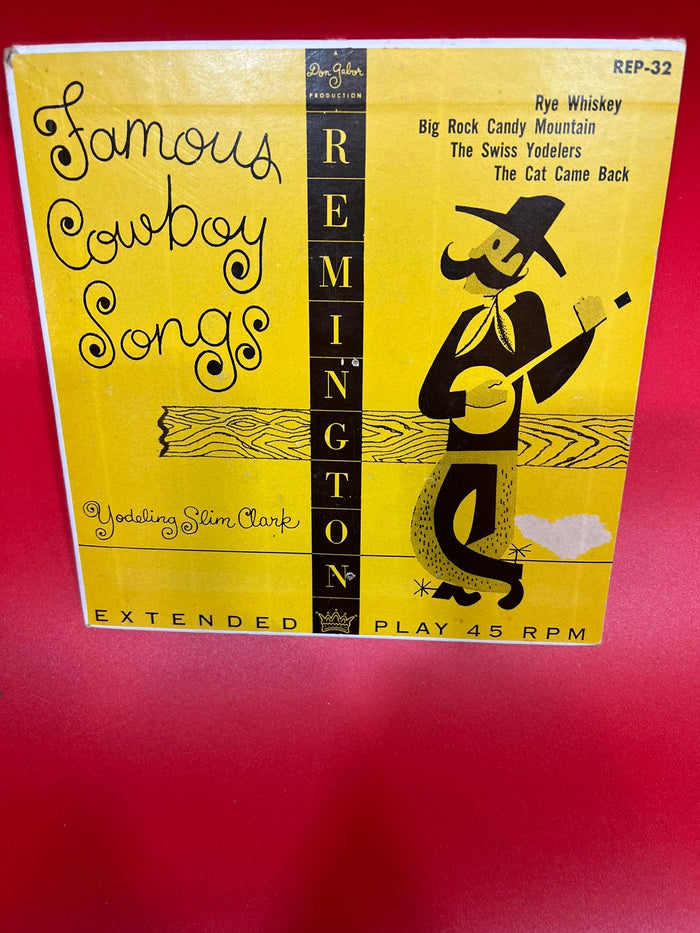 Famous
Cowboy
Songs
Yodeling Slim Clark
A
Don Gabor
PRODUCTION
REMINGTON
REP-32
Rye Whiskey
Big Rock Candy Mountain
The Swiss Yodelers
The Cat Came Back
EXTENDED PLAY 45 RPM